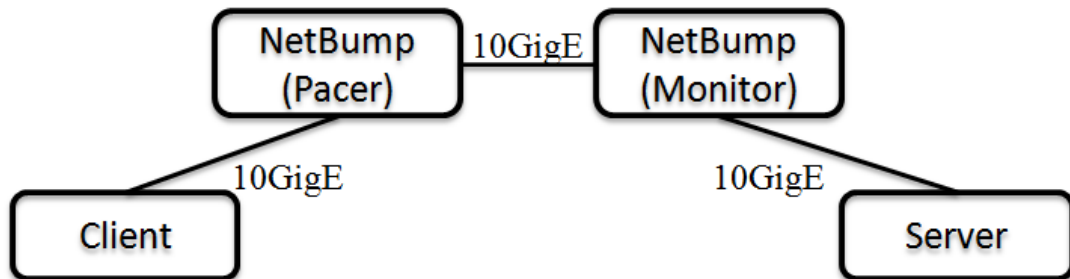 NetBump
(Pacer)
10GigE
NetBump
(Monitor)
10GigE
10GigE
Client
Server